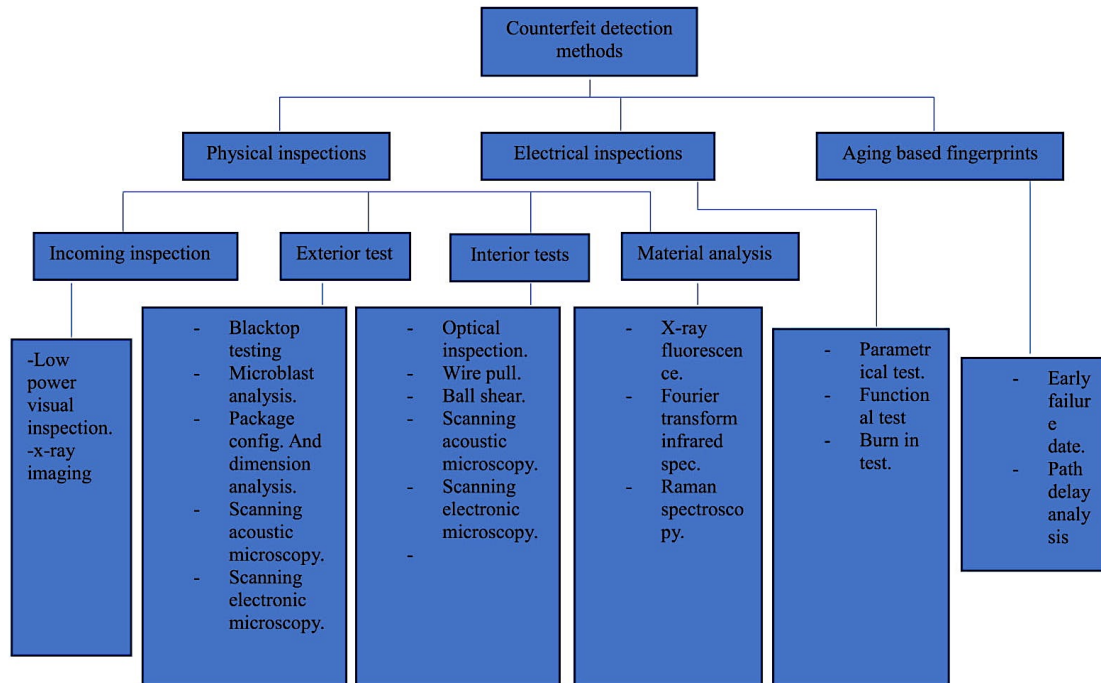 Counterfeit detection
methods
Physical inspections
Electrical inspections
Aging based fingerprints
Incoming inspection
Exterior test
Interior tests
Material analysis
-Low
power
visual
inspection.
-x-ray
imaging
- Blacktop
testing
- Microblast
analysis.
- Package
config. And
dimension
analysis.
- Scanning
acoustic
microscopy.
- Scanning
electronic
microscopy.
- Optical
inspection.
- Wire pull.
- Ball shear.
- Scanning
acoustic
microscopy.
- Scanning
electronic
microscopy.
-
- X-ray
fluorescen
ce.
- Fourier
transform
infrared
spec.
- Raman
spectrosco
py.
- Parametr
ical test.
- Function
al test
- Burn in
test.
- Early
failur
e
date.
- Path
delay
analy
sis